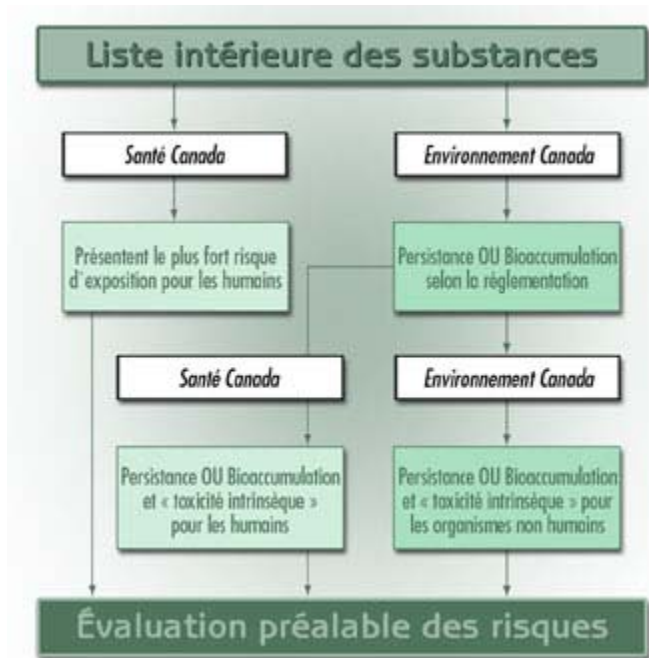 Liste intérieure des substances
Santé Canada
Environnement Canada
Présentent le plus fort risque
d'exposition pour les humains
Persistance OU Bioaccumulation
selon la réglementation
Santé Canada
Environnement Canada
Persistance OU Bioaccumulation
et « toxicité intrinsèque »
pour les humains
Persistance OU Bioaccumulation
et « toxicité intrinsèque » pour
les organismes non humains
Évaluation préalable des risques